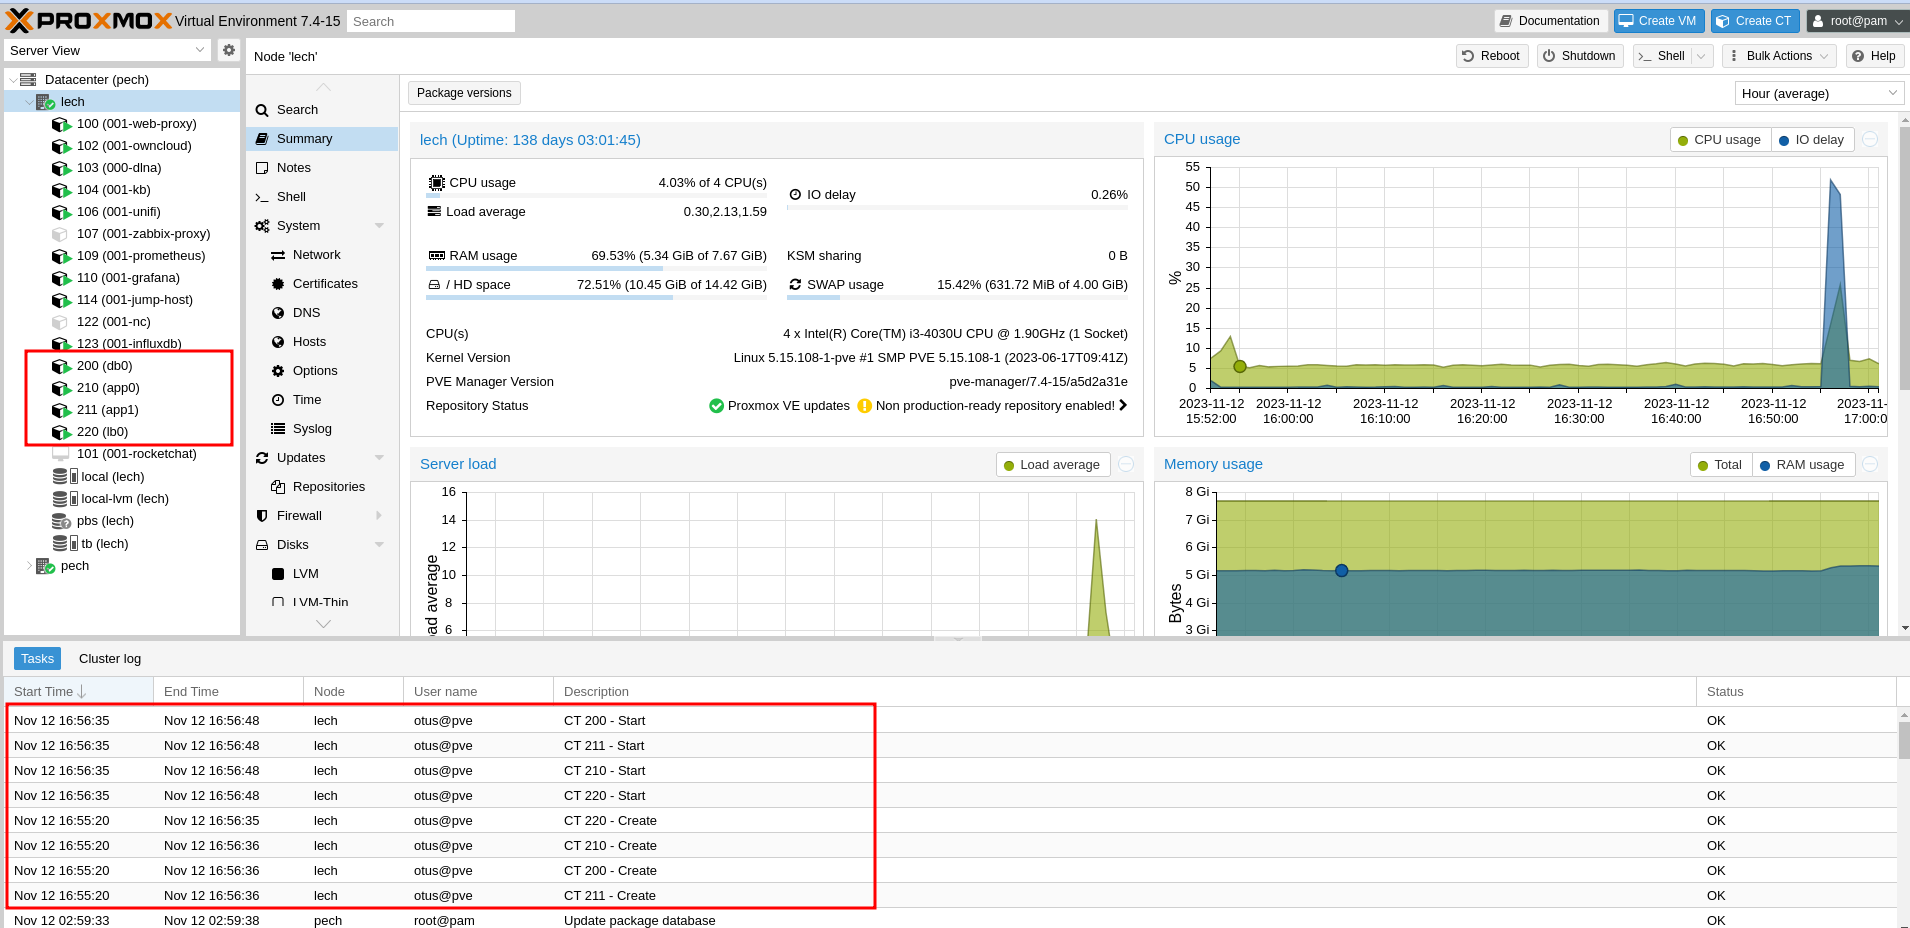 PROXMOX Virtual Environment 7.4-15 Search Documentation Create VM Create CT root@pam
Server View
Node 'lech' Reboot Shutdown Shell Bulk Actions Help
Datacenter (pech)
lech
100 (001-web-proxy)
102 (001-owncloud)
103 (000-dlna)
104 (001-kb)
106 (001-unifi)
107 (001-zabbix-proxy)
109 (001-prometheus)
110 (001-grafana)
114 (001-jump-host)
122 (001-nc)
123 (001-influxdb)
200 (db0)
210 (app0)
211 (app1)
220 (lb0)
101 (001-rocketchat)
local (lech)
local-lvm (lech)
pbs (lech)
tb (lech)
pech
Search
Summary
Notes
Shell
System
Network
Certificates
DNS
Hosts
Options
Time
Syslog
Updates
Repositories
Firewall
Disks
LVM
LVM-Thin
Package versions Hour (average)
lech (Uptime: 138 days 03:01:45)
CPU usage 4.03% of 4 CPU(s)
IO delay 0.26%
Load average 0.30,2.13,1.59
RAM usage 69.53% (5.34 GiB of 7.67 GiB)
KSM sharing 0 B
/ HD space 72.51% (10.45 GiB of 14.42 GiB)
SWAP usage 15.42% (631.72 MiB of 4.00 GiB)
CPU(s) 4 x Intel(R) Core(TM) i3-4030U CPU @ 1.90GHz (1 Socket)
Kernel Version Linux 5.15.108-1-pve #1 SMP PVE 5.15.108-1 (2023-06-17T09:41Z)
PVE Manager Version pve-manager/7.4-15/a5d2a31e
Repository Status Proxmox VE updates Non production-ready repository enabled!
CPU usage CPU usage IO delay
55
50
45
40
35
30
25
20
15
10
5
0
%
2023-11-12 2023-11-12 2023-11-12 2023-11-12 2023-11-12 2023-11-12 2023-11-12 2023-11-
15:52:00 16:00:00 16:10:00 16:20:00 16:30:00 16:40:00 16:50:00 17:00:0
Server load Load average
16
14
12
10
8
6
oad average
Memory usage Total RAM usage
8 Gi
7 Gi
6 Gi
5 Gi
4 Gi
3 Gi
Bytes
Tasks Cluster log
Start Time End Time Node User name Description Status
Nov 12 16:56:35 Nov 12 16:56:48 lech otus@pve CT 200 - Start OK
Nov 12 16:56:35 Nov 12 16:56:48 lech otus@pve CT 211 - Start OK
Nov 12 16:56:35 Nov 12 16:56:48 lech otus@pve CT 210 - Start OK
Nov 12 16:56:35 Nov 12 16:56:48 lech otus@pve CT 220 - Start OK
Nov 12 16:55:20 Nov 12 16:56:35 lech otus@pve CT 220 - Create OK
Nov 12 16:55:20 Nov 12 16:56:36 lech otus@pve CT 210 - Create OK
Nov 12 16:55:20 Nov 12 16:56:36 lech otus@pve CT 200 - Create OK
Nov 12 16:55:20 Nov 12 16:56:36 lech otus@pve CT 211 - Create OK
Nov 12 02:59:33 Nov 12 02:59:38 pech root@pam Update package database OK